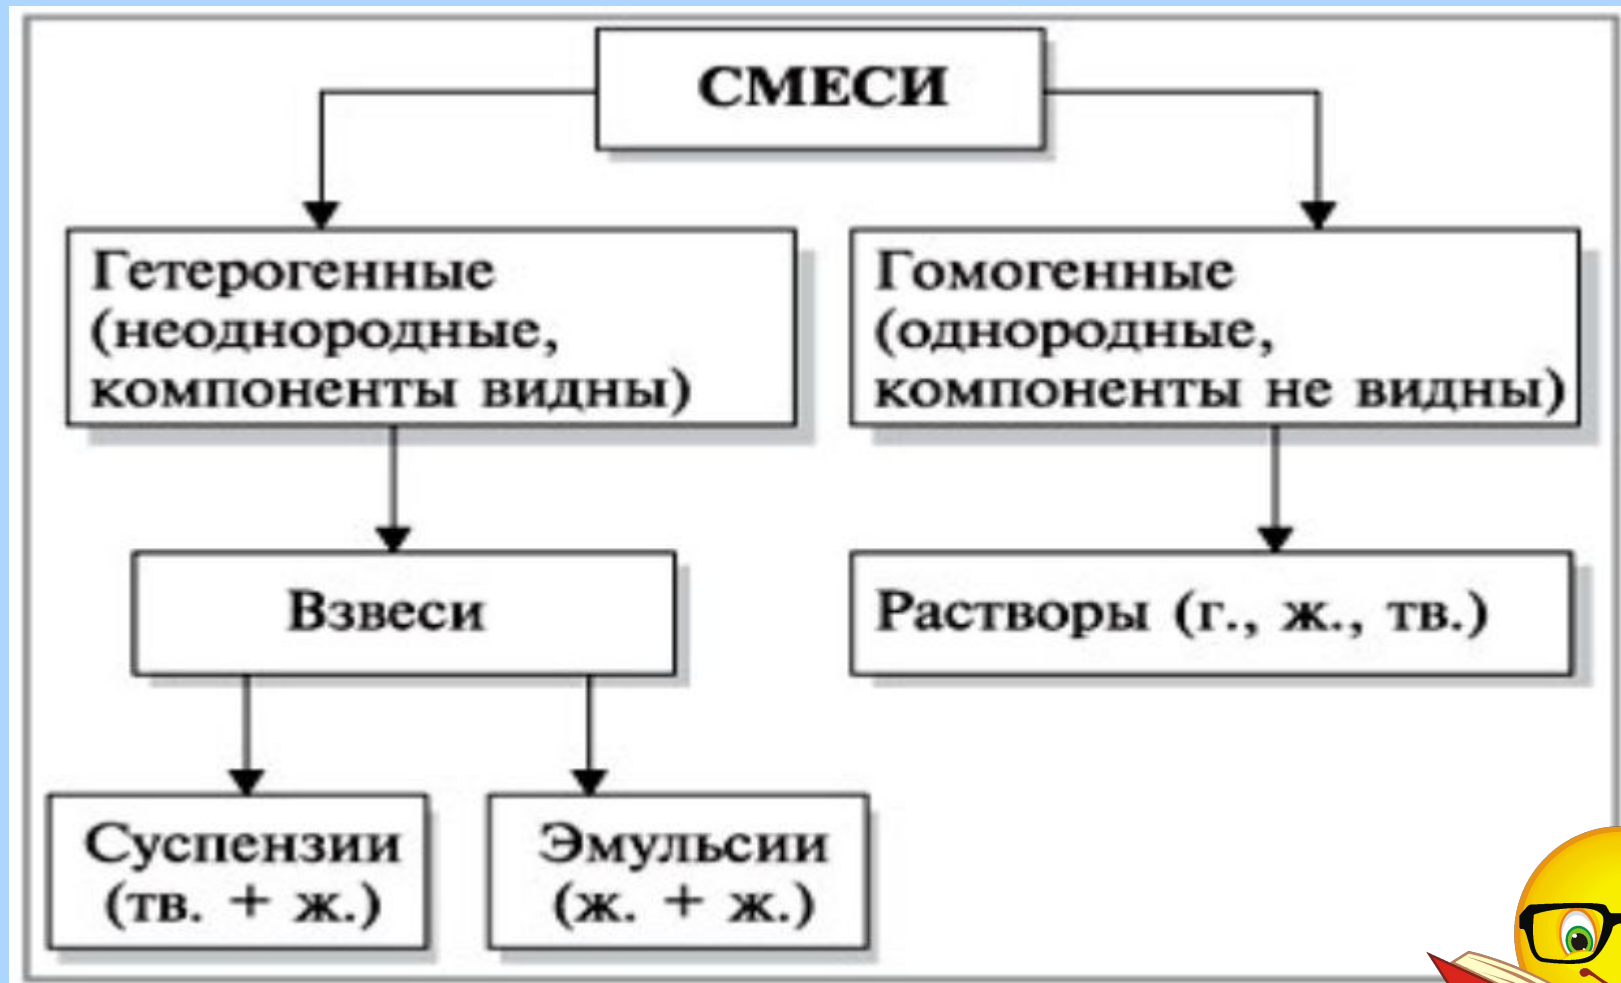 СМЕСИ
Гетерогенные
(неоднородные,
компоненты видны)
Гомогенные
(однородные,
компоненты не видны)
Взвеси
Растворы (г., ж., тв.)
Суспензии
(тв. + ж.)
Эмульсии
(ж. + ж.)